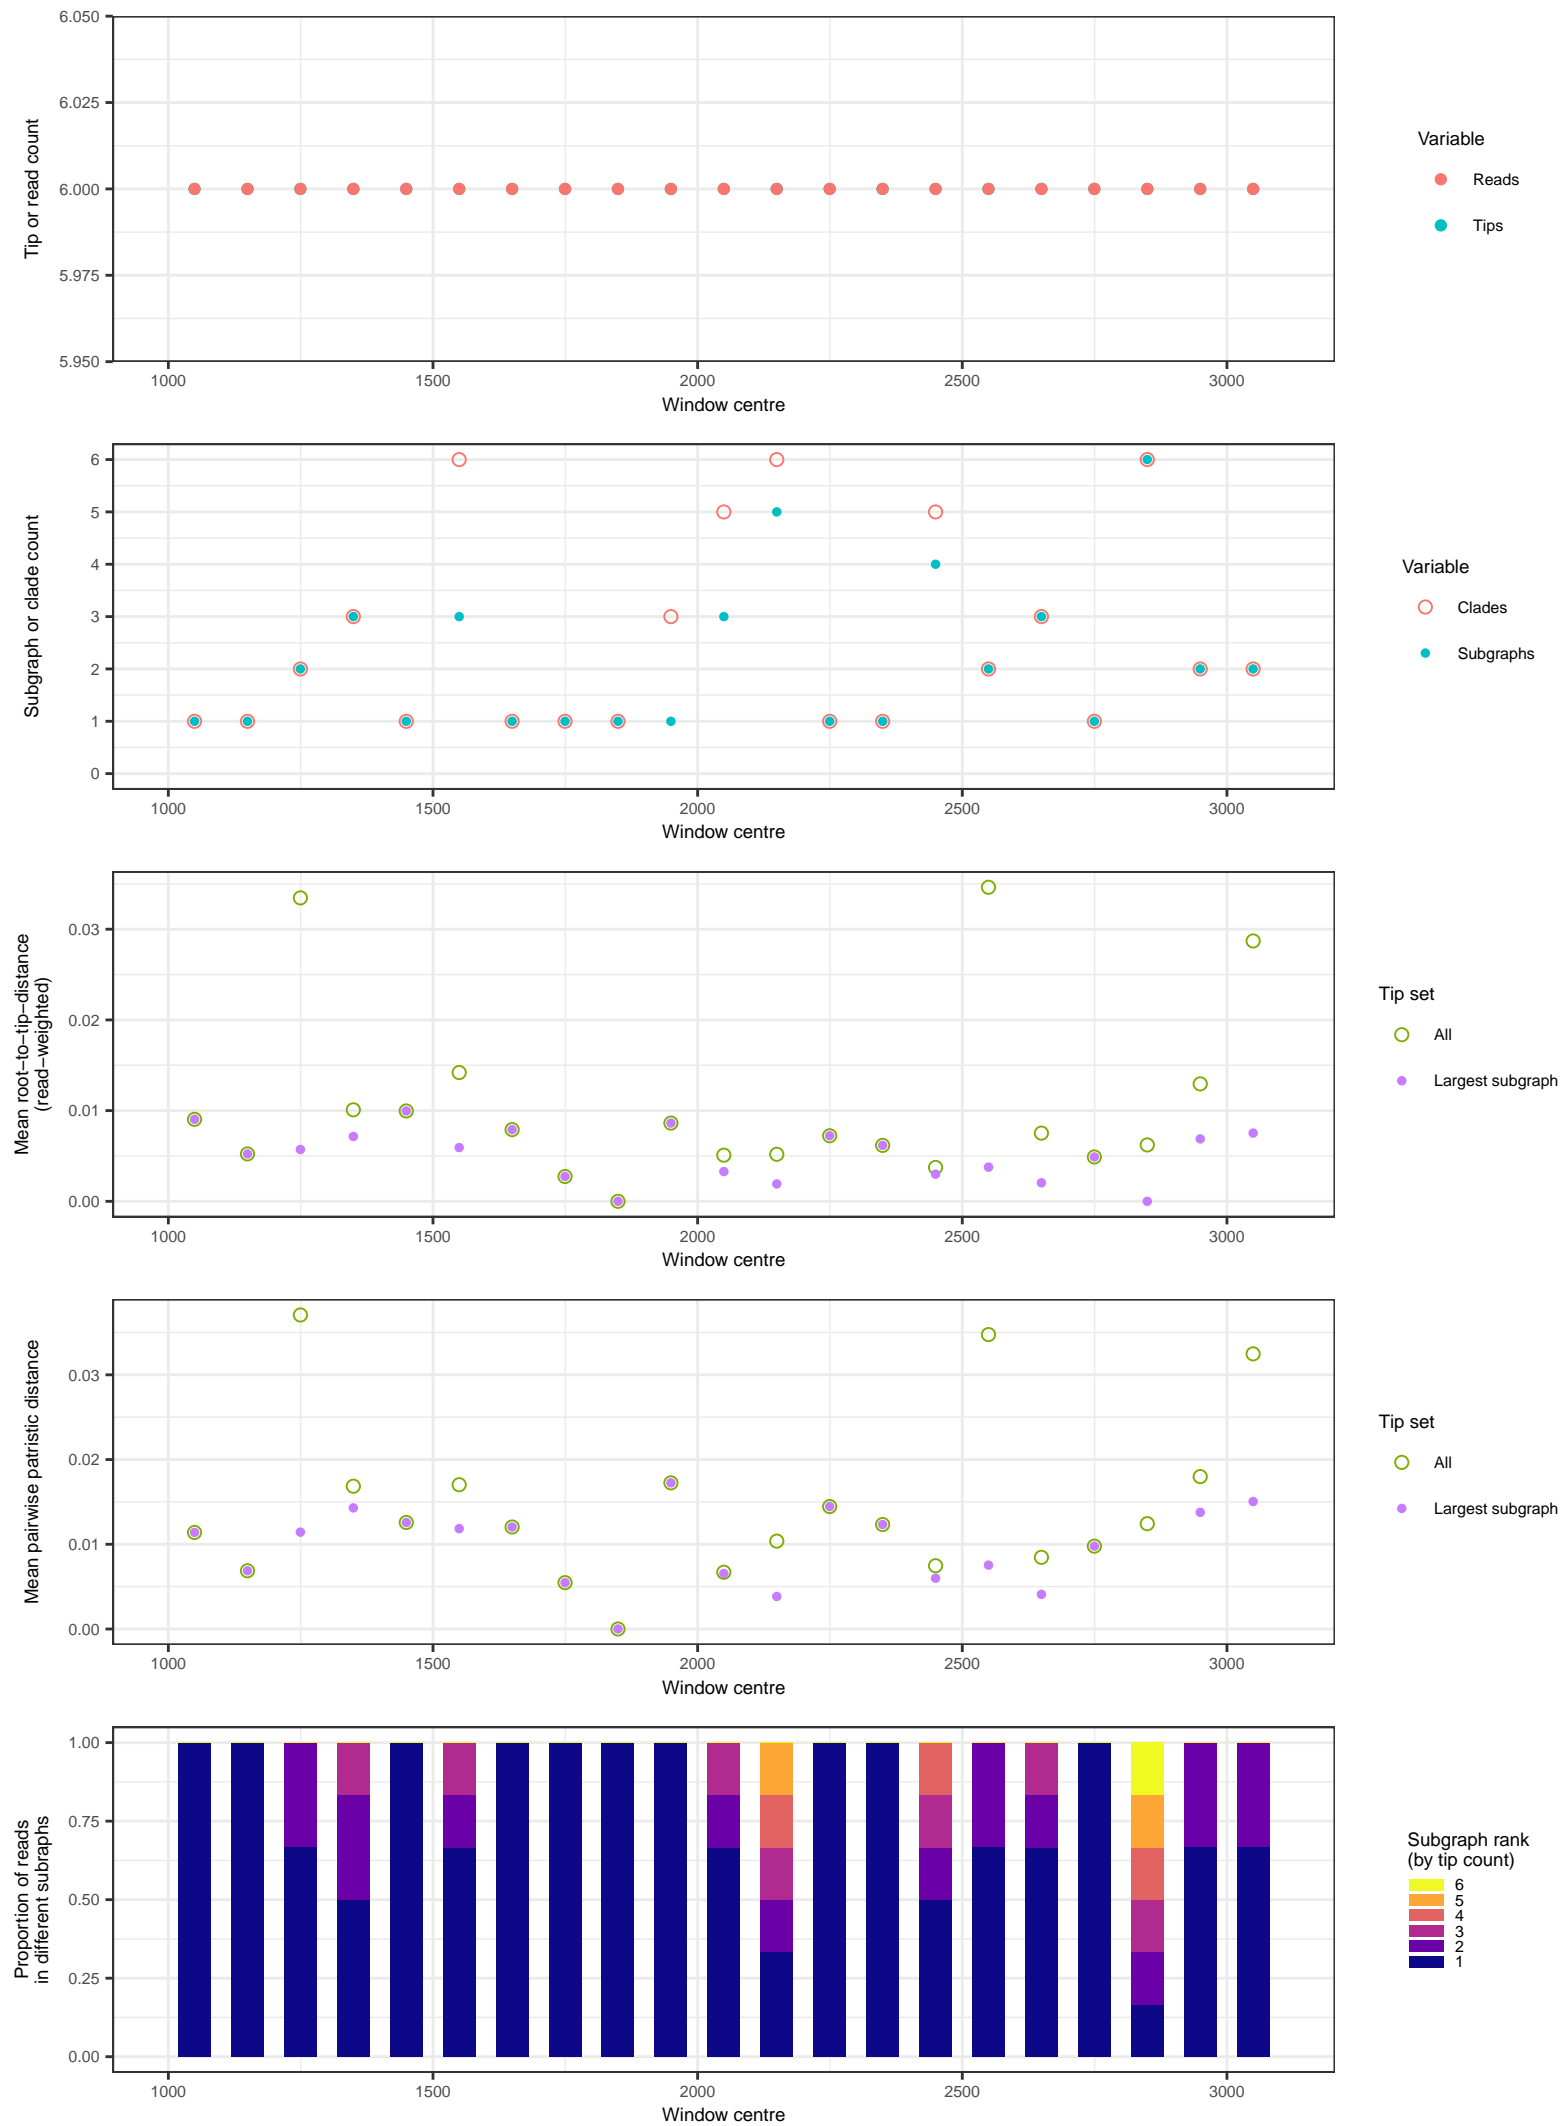 6.050
6.025
6.000
5.975
5.950
Tip or read count
1000 1500 2000 2500 3000
Window centre
Variable
Reads
Tips
6
5
4
3
2
1
0
Subgraph or clade count
1000 1500 2000 2500 3000
Window centre
Variable
Clades
Subgraphs
0.03
0.02
0.01
0.00
Mean root−to−tip−distance
(read−weighted)
1000 1500 2000 2500 3000
Window centre
Tip set
All
Largest subgraph
0.03
0.02
0.01
0.00
Mean pairwise patristic distance
1000 1500 2000 2500 3000
Window centre
Tip set
All
Largest subgraph
1.00
0.75
0.50
0.25
0.00
Proportion of reads
in different subraphs
1000 1500 2000 2500 3000
Window centre
Subgraph rank
(by tip count)
6
5
4
3
2
1